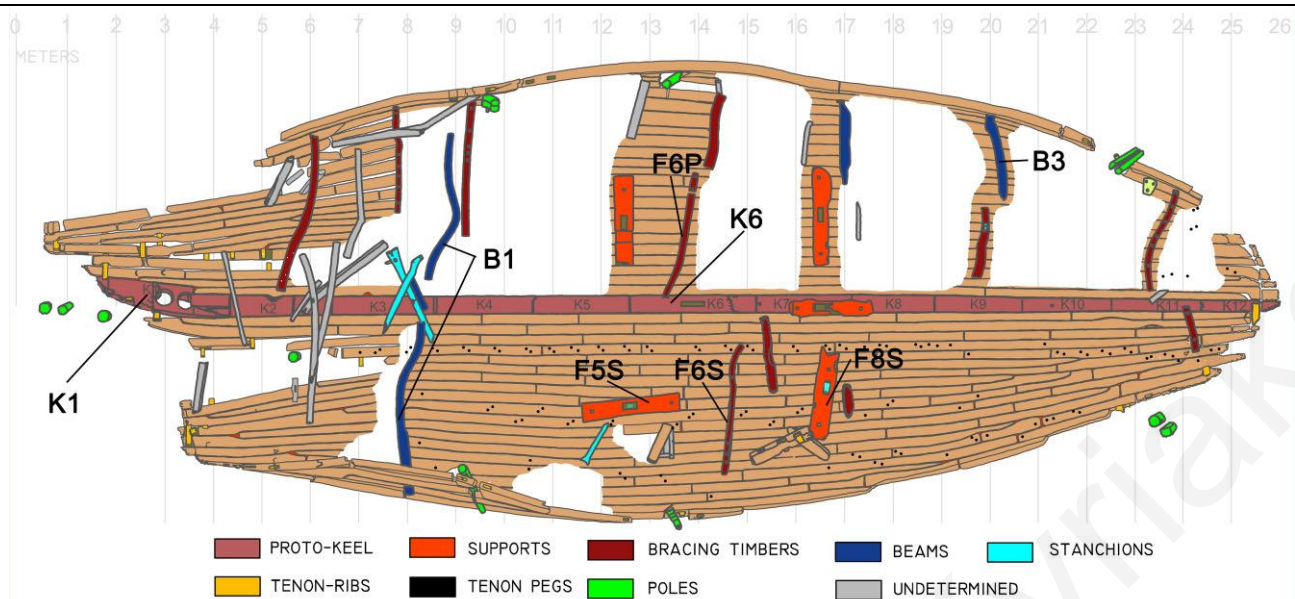 0 1 2 3 4 5 6 7 8 9 10 11 12 13 14 15 16 17 18 19 20 21 22 23 24 25 26
METERS
F6P
B3
K6
B1
K2 K3 K4 K5 K6 K7 K8 K9 K10 K11 K12
K1
F5S
F6S
F8S
PROTO-KEEL SUPPORTS BRACING TIMBERS BEAMS STANCHIONS
TENON-RIBS TENON PEGS POLES UNDETERMINED